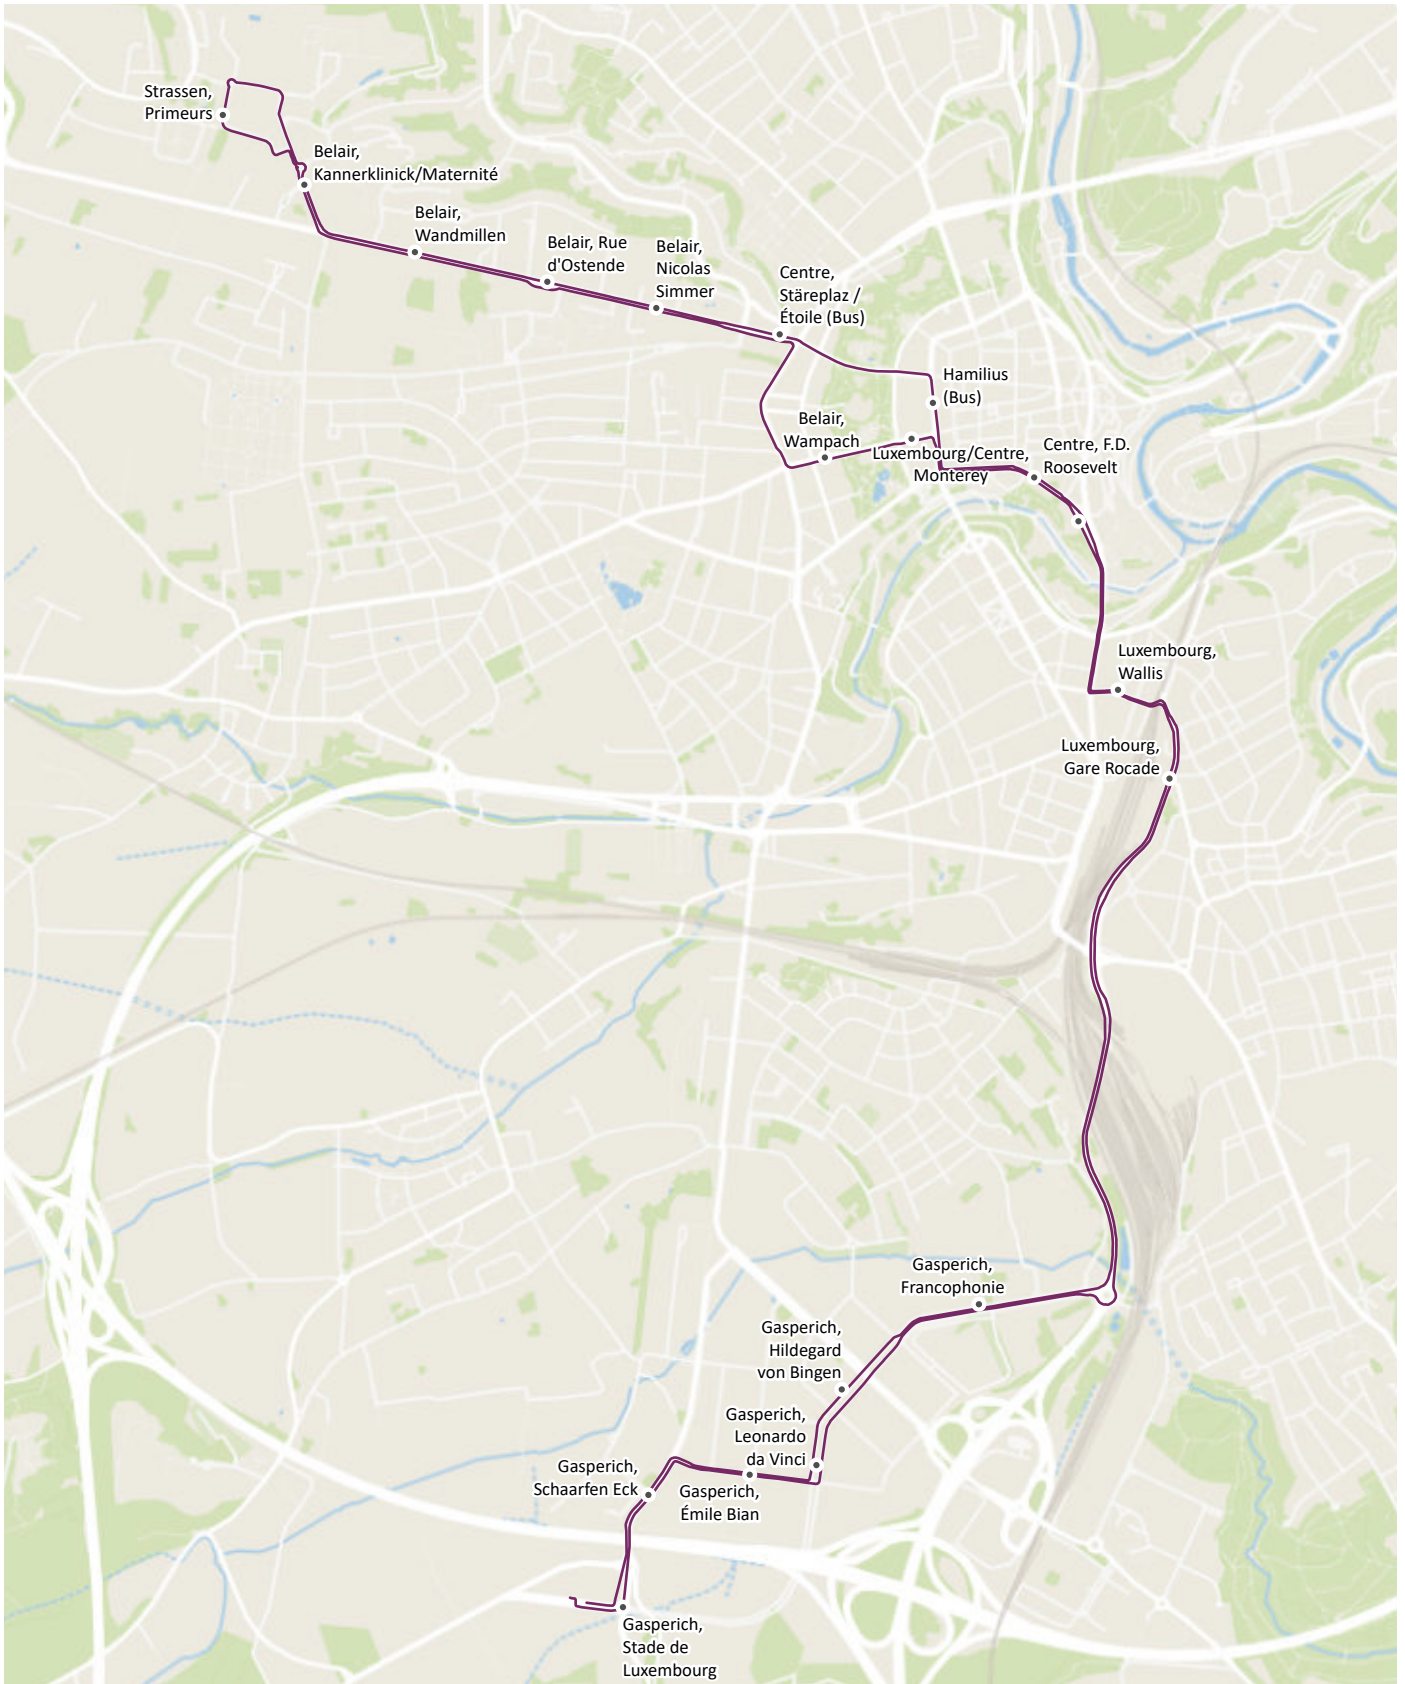 Strassen,
Primeurs
Belair,
Kannerklinick/Maternité
Belair,
Wandmillen
Belair, Rue
d'Ostende
Belair,
Nicolas
Simmer
Centre,
Stäreplaz /
Étoile (Bus)
Hamilius
(Bus)
Belair,
Wampach
Luxembourg/Centre,
Monterey
Centre, F.D.
Roosevelt
Luxembourg,
Wallis
Luxembourg,
Gare Rocade
Gasperich,
Francophonie
Gasperich,
Hildegard
von Bingen
Gasperich,
Leonardo
da Vinci
Gasperich,
Schaarfen Eck
Gasperich,
Émile Bian
Gasperich,
Stade de
Luxembourg